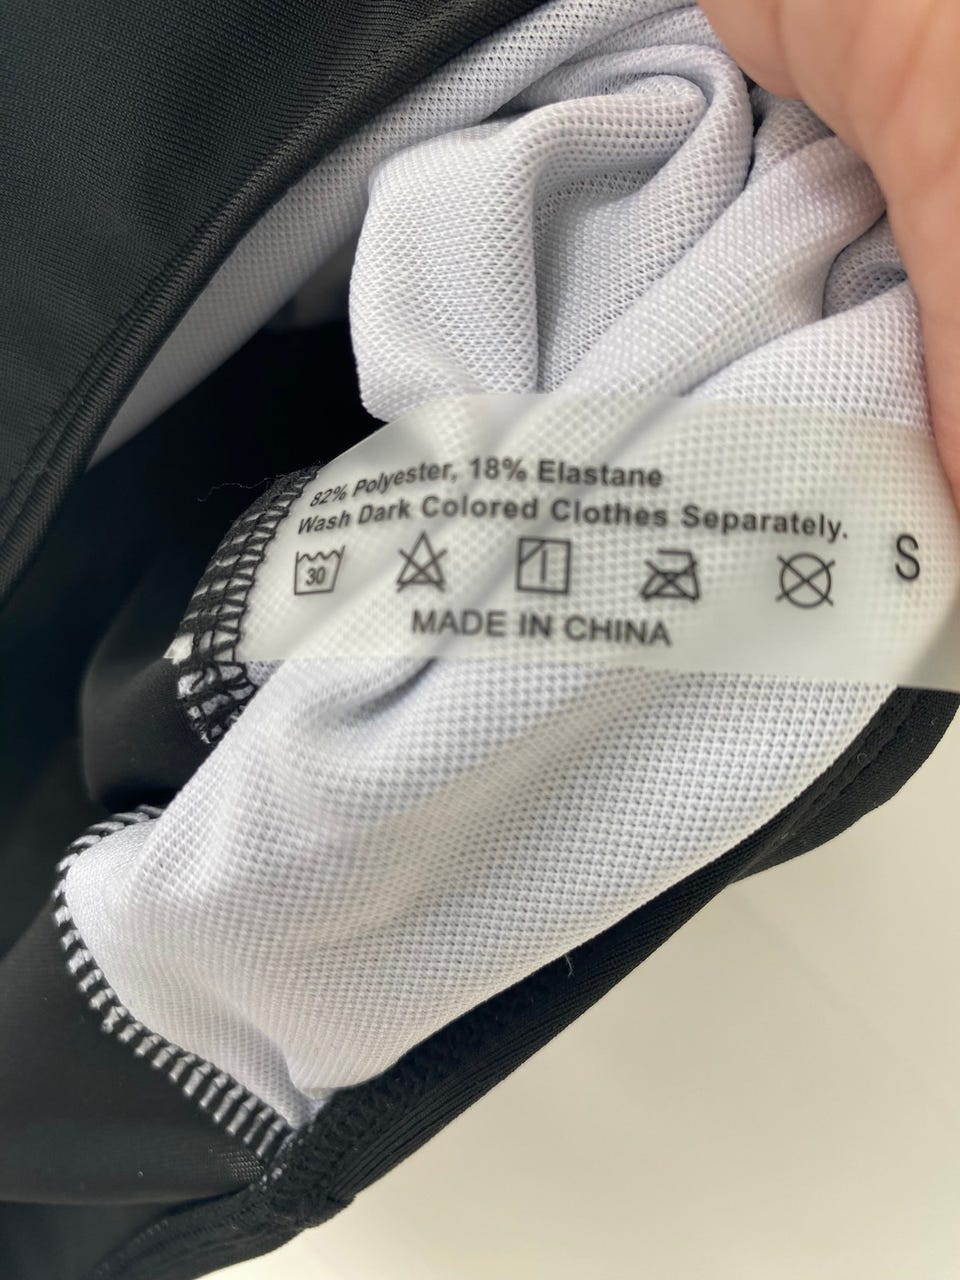 82% Polyester, 18% Elastane
Wash Dark Colored Clothes Separately.
30
S
MADE IN CHINA